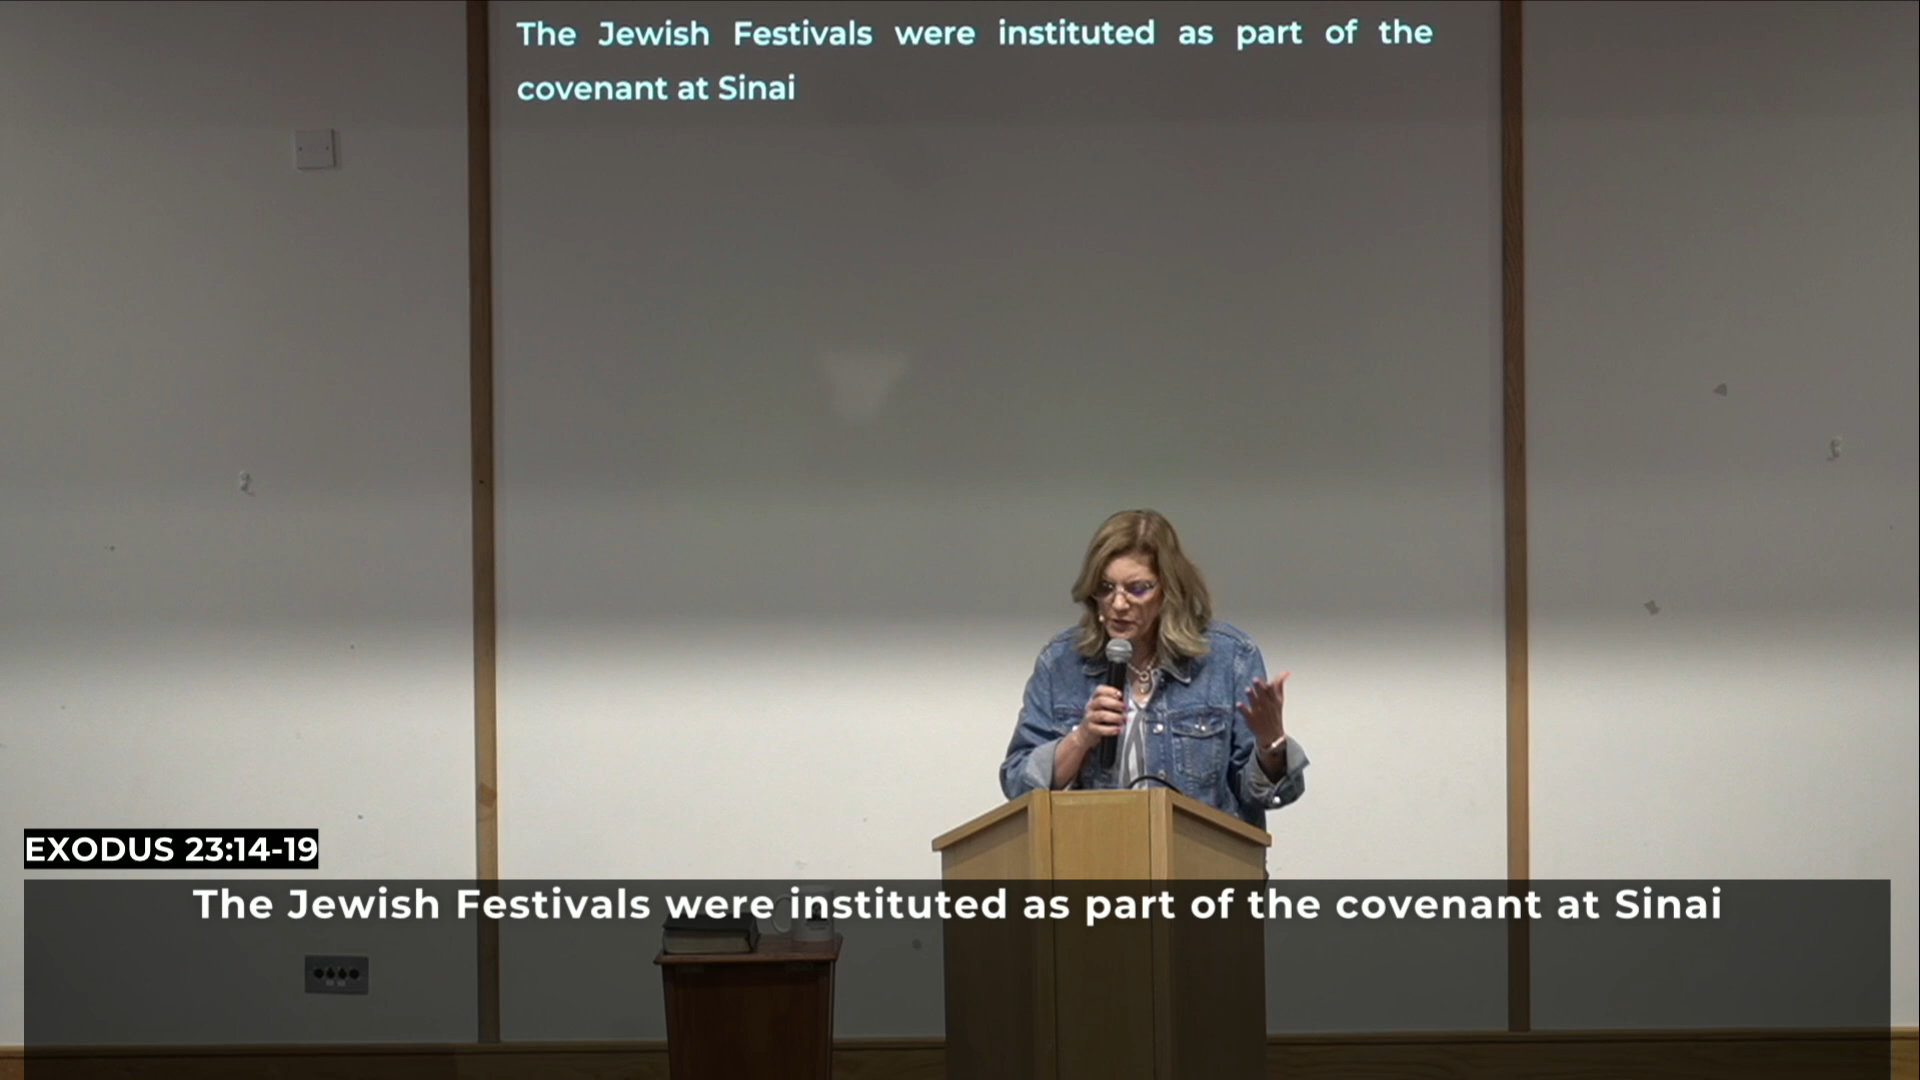 The Jewish Festivals were instituted as part of the
covenant at Sinai
EXODUS 23:14-19
The Jewish Festivals were instituted as part of the covenant at Sinai